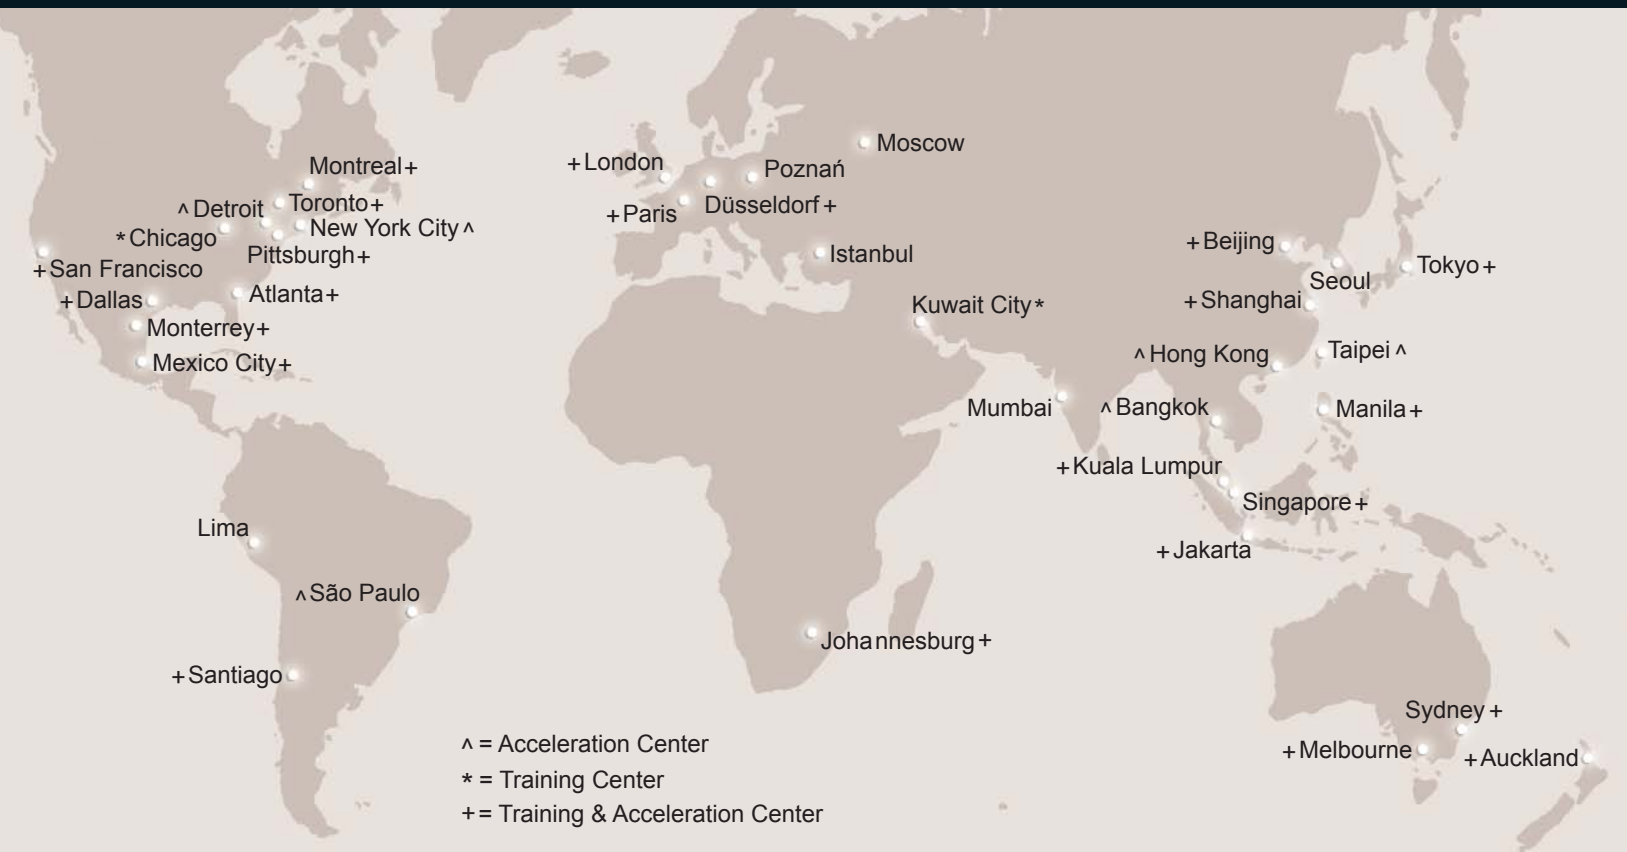 Moscow
+London
Poznań
Montreal+
Toronto+
^Detroit
+Paris
Düsseldorf+
New York City^
*Chicago
+Beijing
Pittsburgh+
Istanbul
Tokyo+
+San Francisco
Seoul
Atlanta+
+Dallas
+Shanghai
Kuwait City*
Monterrey+
Taipei^
^Hong Kong
Mexico City+
Mumbai
^Bangkok
Manila+
+Kuala Lumpur
Singapore+
Lima
+Jakarta
^São Paulo
Johannesburg+
+Santiago
Sydney+
+Melbourne
+Auckland
^ = Acceleration Center
* = Training Center
+ = Training & Acceleration Center